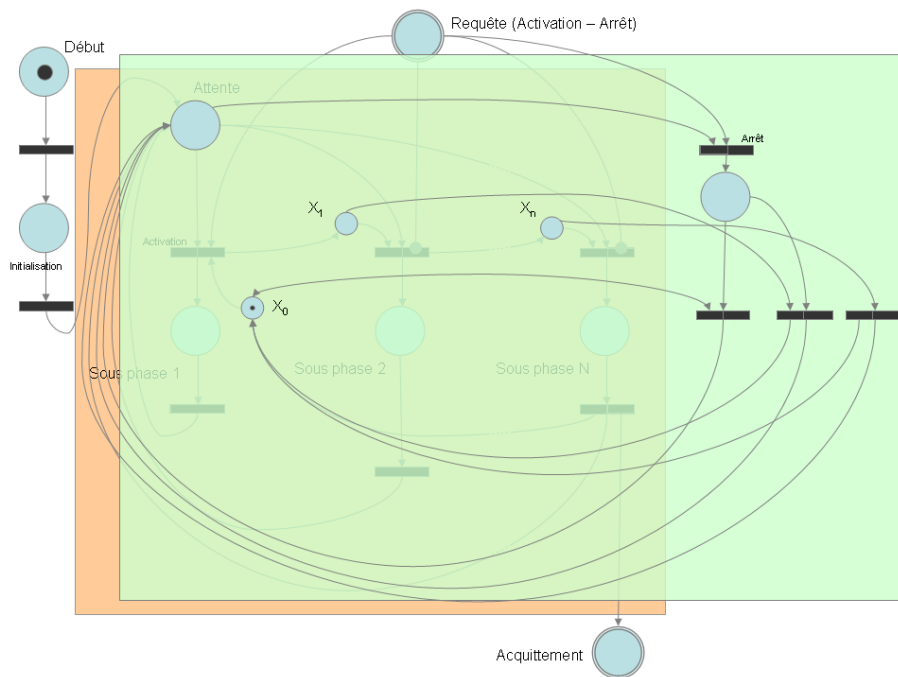 Requête (Activation – Arrêt)
Début
Attente
Arrêt
X1
Xn
Activation
Initialisation
X0
Sous phase 1
Sous phase 2
Sous phase N
Acquittement